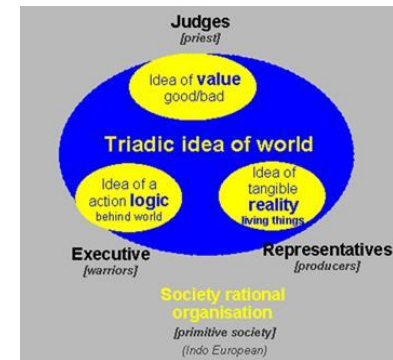 Judges
[priest]
Idea of value
good/bad
Triadic idea of world
Idea of a
action logic
behind world
Idea of
tangible
reality
living things
Executive
[warriors]
Representatives
[producers]
Society rational
organisation
[primitive society]
(Indo European)